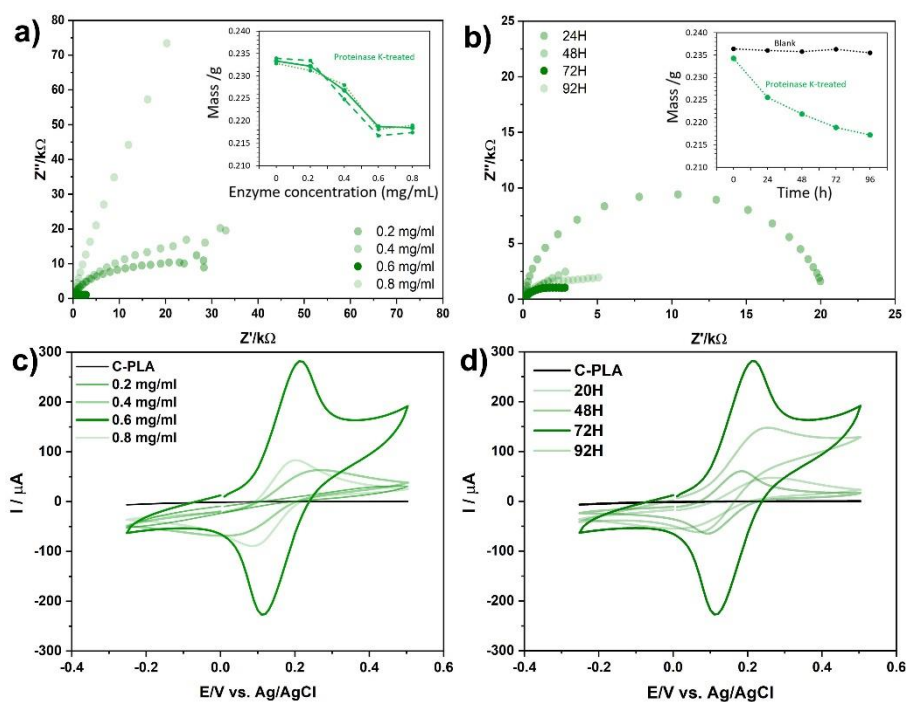 a)
Z''/kΩ
80
70
60
50
40
30
20
10
0
0 10 20 30 40 50 60 70 80
Z'/kΩ
0.2 mg/ml
0.4 mg/ml
0.6 mg/ml
0.8 mg/ml
Mass /g
0.240
0.235
0.230
0.225
0.220
0.215
0.210
Proteinase K-treated
0 0.2 0.4 0.6 0.8
Enzyme concentration (mg/mL)
b)
Z''/kΩ
25
20
15
10
5
0
0 5 10 15 20 25
Z'/kΩ
24H
48H
72H
92H
Mass /g
0.240
0.235
0.230
0.225
0.220
0.215
0.210
Blank
Proteinase K-treated
0 24 48 72 96
Time (h)
c)
I / µA
300
200
100
0
-100
-200
-300
-0.4 -0.2 0.0 0.2 0.4 0.6
E/V vs. Ag/AgCl
C-PLA
0.2 mg/ml
0.4 mg/ml
0.6 mg/ml
0.8 mg/ml
d)
I / µA
300
200
100
0
-100
-200
-300
-0.4 -0.2 0.0 0.2 0.4 0.6
E/V vs. Ag/AgCl
C-PLA
20H
48H
72H
92H